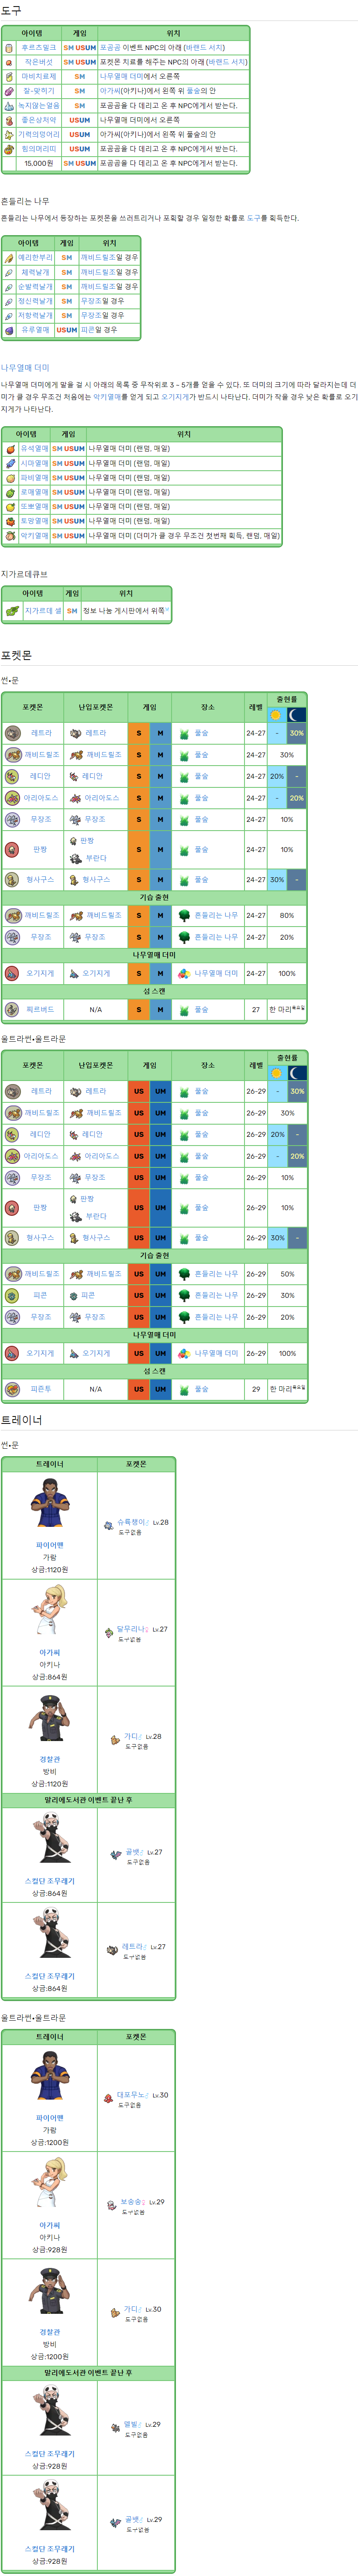 도구
아이템 게임 위치
후르츠밀크 SM USUM 포곰곰 이벤트 NPC의 아래 (바랜드 서치)
작은버섯 SM USUM 포켓몬 치료를 해주는 NPC의 아래 (바랜드 서치)
마비치료제 SM 나무열매 더미에서 오른쪽
잘-맞히기 SM 아가씨(아키나)에서 왼쪽 위 풀숲의 안
녹지않는얼음 SM 포곰곰을 다 데리고 온 후 NPC에게서 받는다.
좋은상처약 USUM 나무열매 더미에서 오른쪽
기력의덩어리 USUM 아가씨(아키나)에서 왼쪽 위 풀숲의 안
힘의머리띠 USUM 포곰곰을 다 데리고 온 후 NPC에게서 받는다.
15,000원 SM USUM 포곰곰을 다 데리고 온 후 NPC에게서 받는다.
흔들리는 나무
흔들리는 나무에서 등장하는 포켓몬을 쓰러트리거나 포획할 경우 일정한 확률로 도구를 획득한다.
아이템 게임 위치
예리한부리 SM 깨비드릴조일 경우
체력날개 SM 깨비드릴조일 경우
순발력날개 SM 깨비드릴조일 경우
정신력날개 SM 무장조일 경우
저항력날개 SM 무장조일 경우
유루열매 USUM 피콘일 경우
나무열매 더미
나무열매 더미에게 말을 걸 시 아래의 목록 중 무작위로 3 ~ 5개를 얻을 수 있다. 또 더미의 크기에 따라 달라지는데 더
미가 클 경우 무조건 처음에는 악키열매를 얻게 되고 오기지게가 반드시 나타난다. 더미가 작을 경우 낮은 확률로 오기
지게가 나타난다.
아이템 게임 위치
유석열매 SM USUM 나무열매 더미 (랜덤, 매일)
시마열매 SM USUM 나무열매 더미 (랜덤, 매일)
파비열매 SM USUM 나무열매 더미 (랜덤, 매일)
로매열매 SM USUM 나무열매 더미 (랜덤, 매일)
또뽀열매 SM USUM 나무열매 더미 (랜덤, 매일)
토망열매 SM USUM 나무열매 더미 (랜덤, 매일)
악키열매 SM USUM 나무열매 더미 (더미가 클 경우 무조건 첫번째 획득, 랜덤, 매일)
지가르데큐브
아이템 게임 위치
지가르데 셀 SM 정보 나눔 게시판에서 위쪽
포켓몬
썬•문
포켓몬 난입포켓몬 게임 장소 레벨 출현률
레트라 레트라 S M 풀숲 24-27 - 30%
깨비드릴조 깨비드릴조 S M 풀숲 24-27 30%
레디안 레디안 S M 풀숲 24-27 20% -
아리아도스 아리아도스 S M 풀숲 24-27 - 20%
무장조 무장조 S M 풀숲 24-27 10%
판짱 판짱 부란다 S M 풀숲 24-27 10%
형사구스 형사구스 S M 풀숲 24-27 30% -
기습 출현
깨비드릴조 깨비드릴조 S M 흔들리는 나무 24-27 80%
무장조 무장조 S M 흔들리는 나무 24-27 20%
나무열매 더미
오기지게 오기지게 S M 나무열매 더미 24-27 100%
섬 스캔
파르버드 N/A S M 풀숲 27 한 마리목요일
울트라썬•울트라문
포켓몬 난입포켓몬 게임 장소 레벨 출현률
레트라 레트라 US UM 풀숲 26-29 - 30%
깨비드릴조 깨비드릴조 US UM 풀숲 26-29 30%
레디안 레디안 US UM 풀숲 26-29 20% -
아리아도스 아리아도스 US UM 풀숲 26-29 - 20%
무장조 무장조 US UM 풀숲 26-29 10%
판짱 판짱 부란다 US UM 풀숲 26-29 10%
형사구스 형사구스 US UM 풀숲 26-29 30% -
기습 출현
깨비드릴조 깨비드릴조 US UM 흔들리는 나무 26-29 50%
피콘 피콘 US UM 흔들리는 나무 26-29 30%
무장조 무장조 US UM 흔들리는 나무 26-29 20%
나무열매 더미
오기지게 오기지게 US UM 나무열매 더미 26-29 100%
섬 스캔
피죤투 N/A US UM 풀숲 29 한 마리목요일
트레이너
썬•문
트레이너 포켓몬
슈륙챙이♂ Lv.28
도구없음
파이어맨
가람
상금:1120원
달무리나♀ Lv.27
도구없음
아가씨
아키나
상금:864원
가디♂ Lv.28
도구없음
경찰관
방비
상금:1120원
말리에도서관 이벤트 끝난 후
골뱃♂ Lv.27
도구없음
스컬단 조무래기
상금:864원
레트라♂ Lv.27
도구없음
스컬단 조무래기
상금:864원
울트라썬•울트라문
트레이너 포켓몬
대포무노♂ Lv.30
도구없음
파이어맨
가람
상금:1200원
보송송♀ Lv.29
도구없음
아가씨
아키나
상금:928원
가디♂ Lv.30
도구없음
경찰관
방비
상금:1200원
말리에도서관 이벤트 끝난 후
델빌♂ Lv.29
도구없음
스컬단 조무래기
상금:928원
골뱃♂ Lv.29
도구없음
스컬단 조무래기
상금:928원